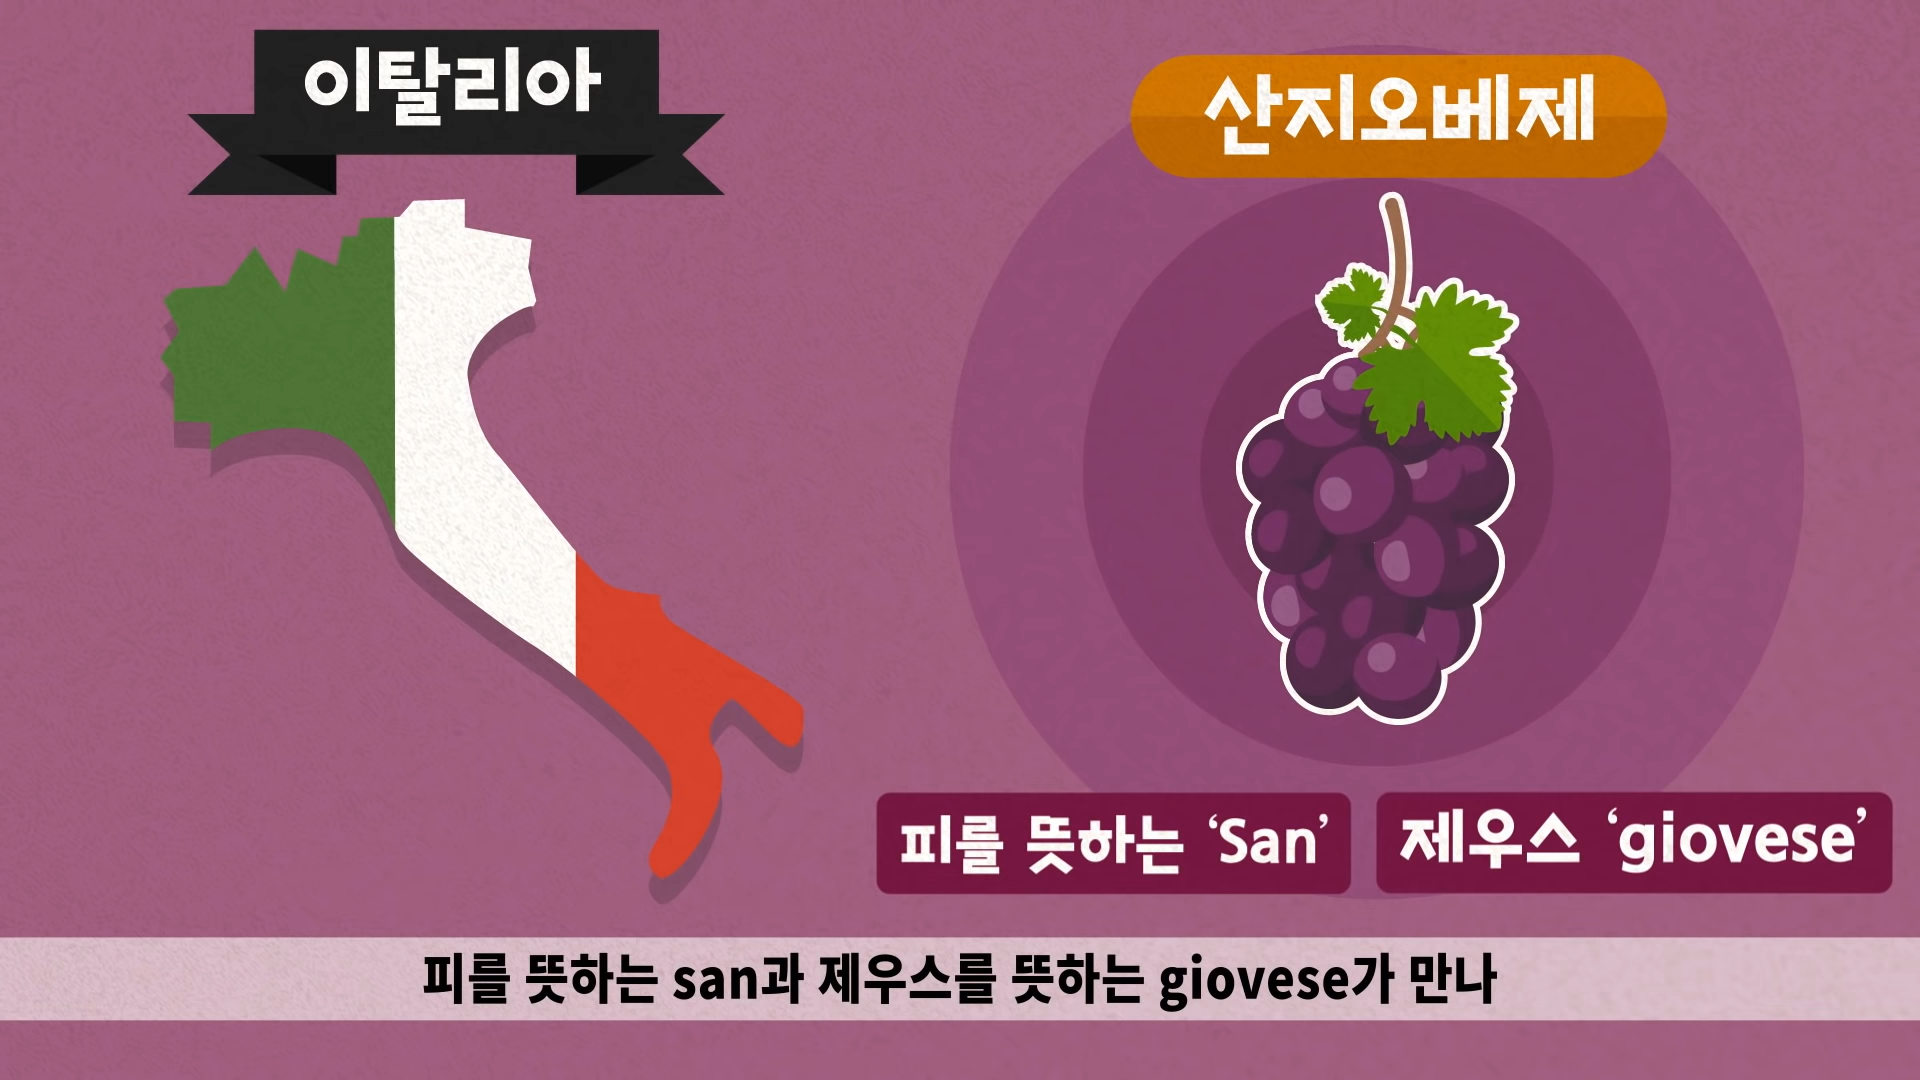 이탈리아
산지오베제
피를 뜻하는 ‘San’
제우스 ‘giovese’
피를 뜻하는 san과 제우스를 뜻하는 giovese가 만나